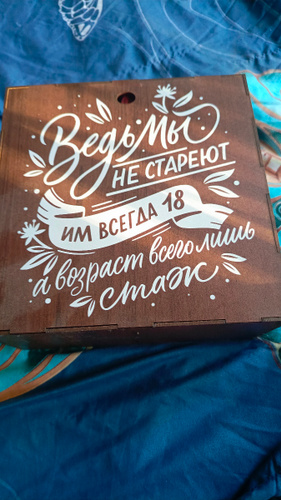 Ведьмы
не стареют
им всегда 18
а возраст всего лишь
стаж